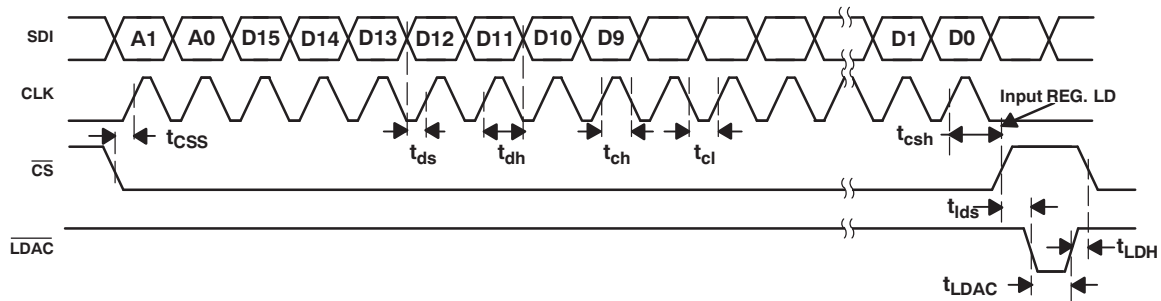 SDI A1 A0 D15 D14 D13 D12 D11 D10 D9 D1 D0
CLK
Input REG. LD
tCSS tds tdh tch tcl tcsh
CS
tlds
LDAC
tLDH
tLDAC